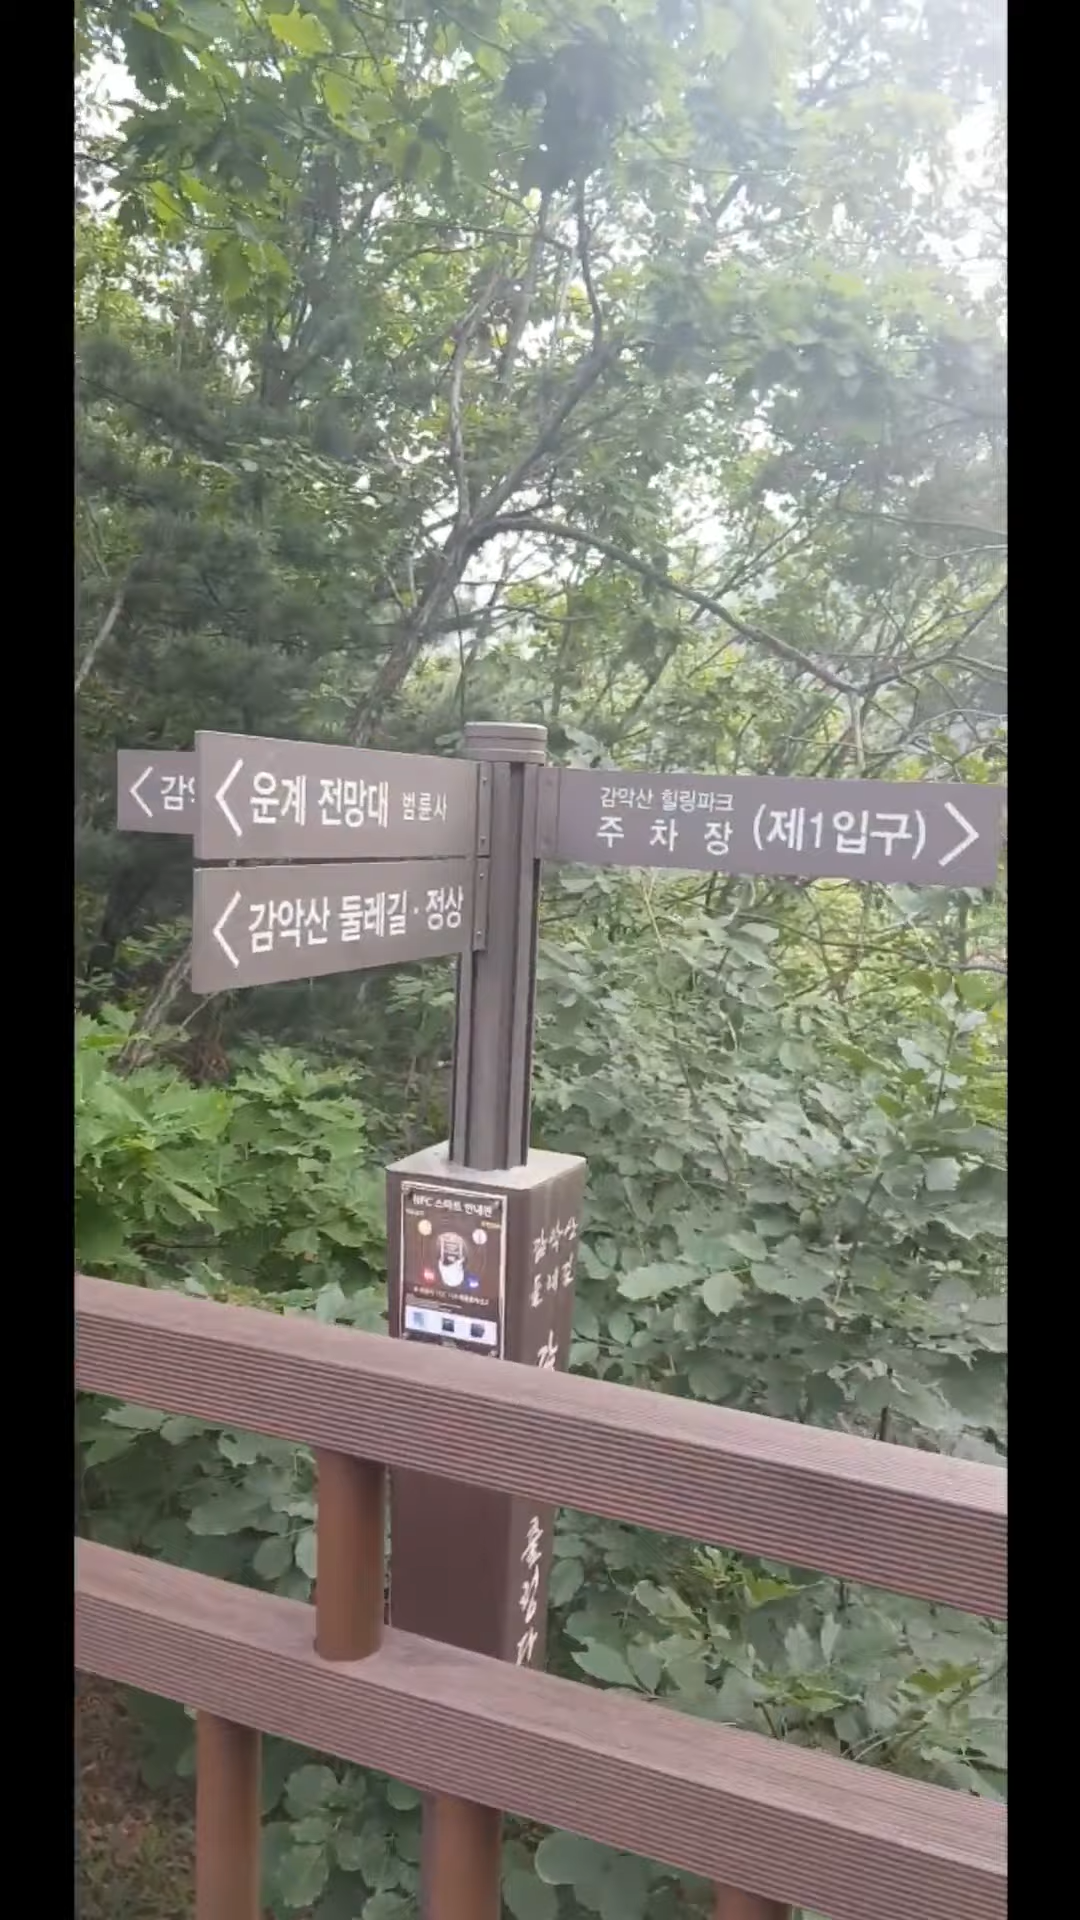 감악
운계 전망대 범륜사
감악산 둘레길·정상
감악산 힐링파크
주 차 장 (제1입구)
NFC 스마트 안내판
감악산
둘레길